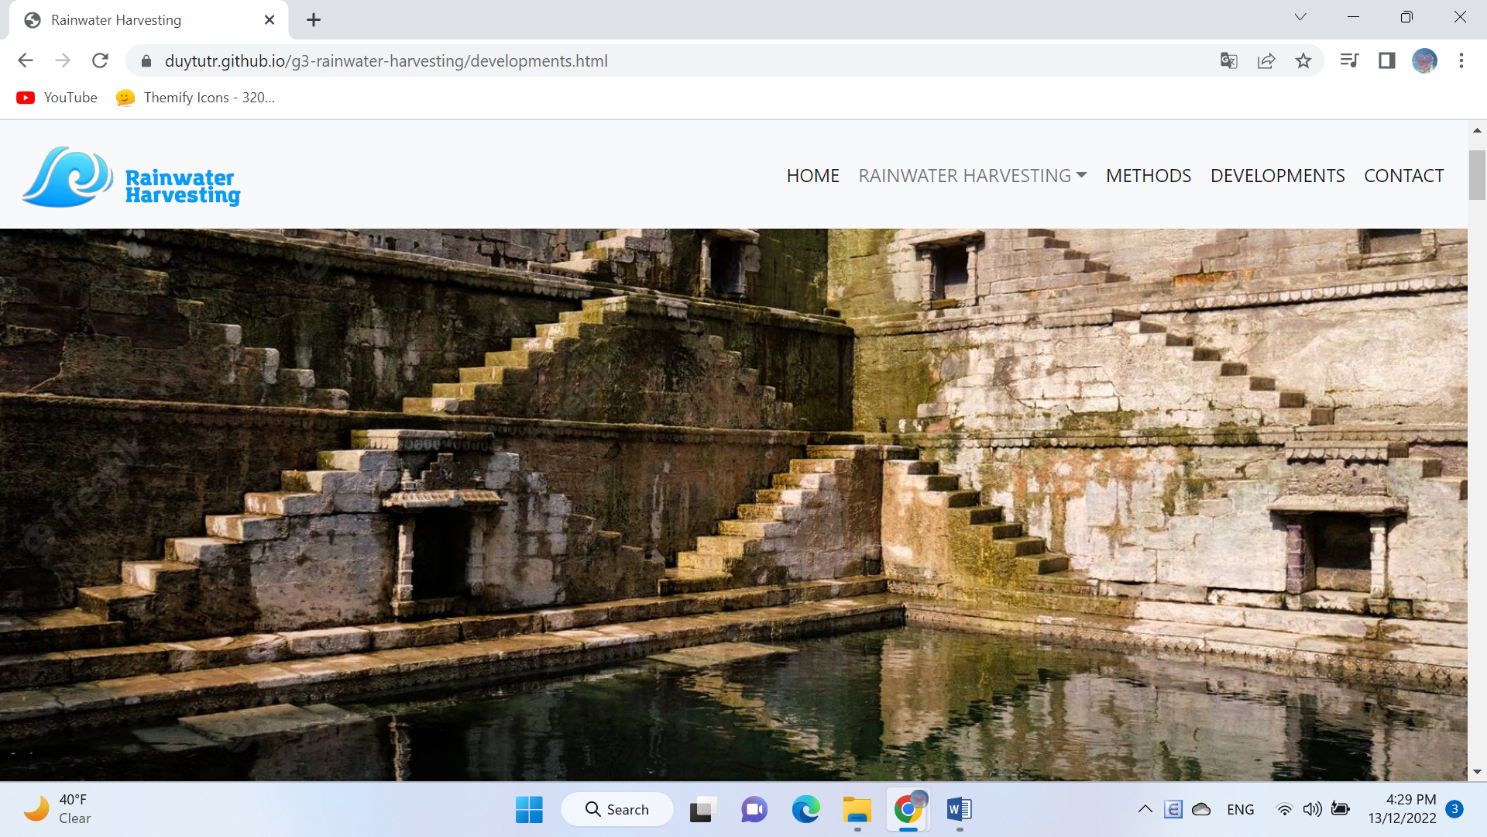 Rainwater Harvesting
duytutr.github.io/g3-rainwater-harvesting/developments.html
YouTube
Themify Icons - 320...
Rainwater
Harvesting
HOME RAINWATER HARVESTING METHODS DEVELOPMENTS CONTACT
40°F
Clear
Search
ENG
4:29 PM
13/12/2022
3